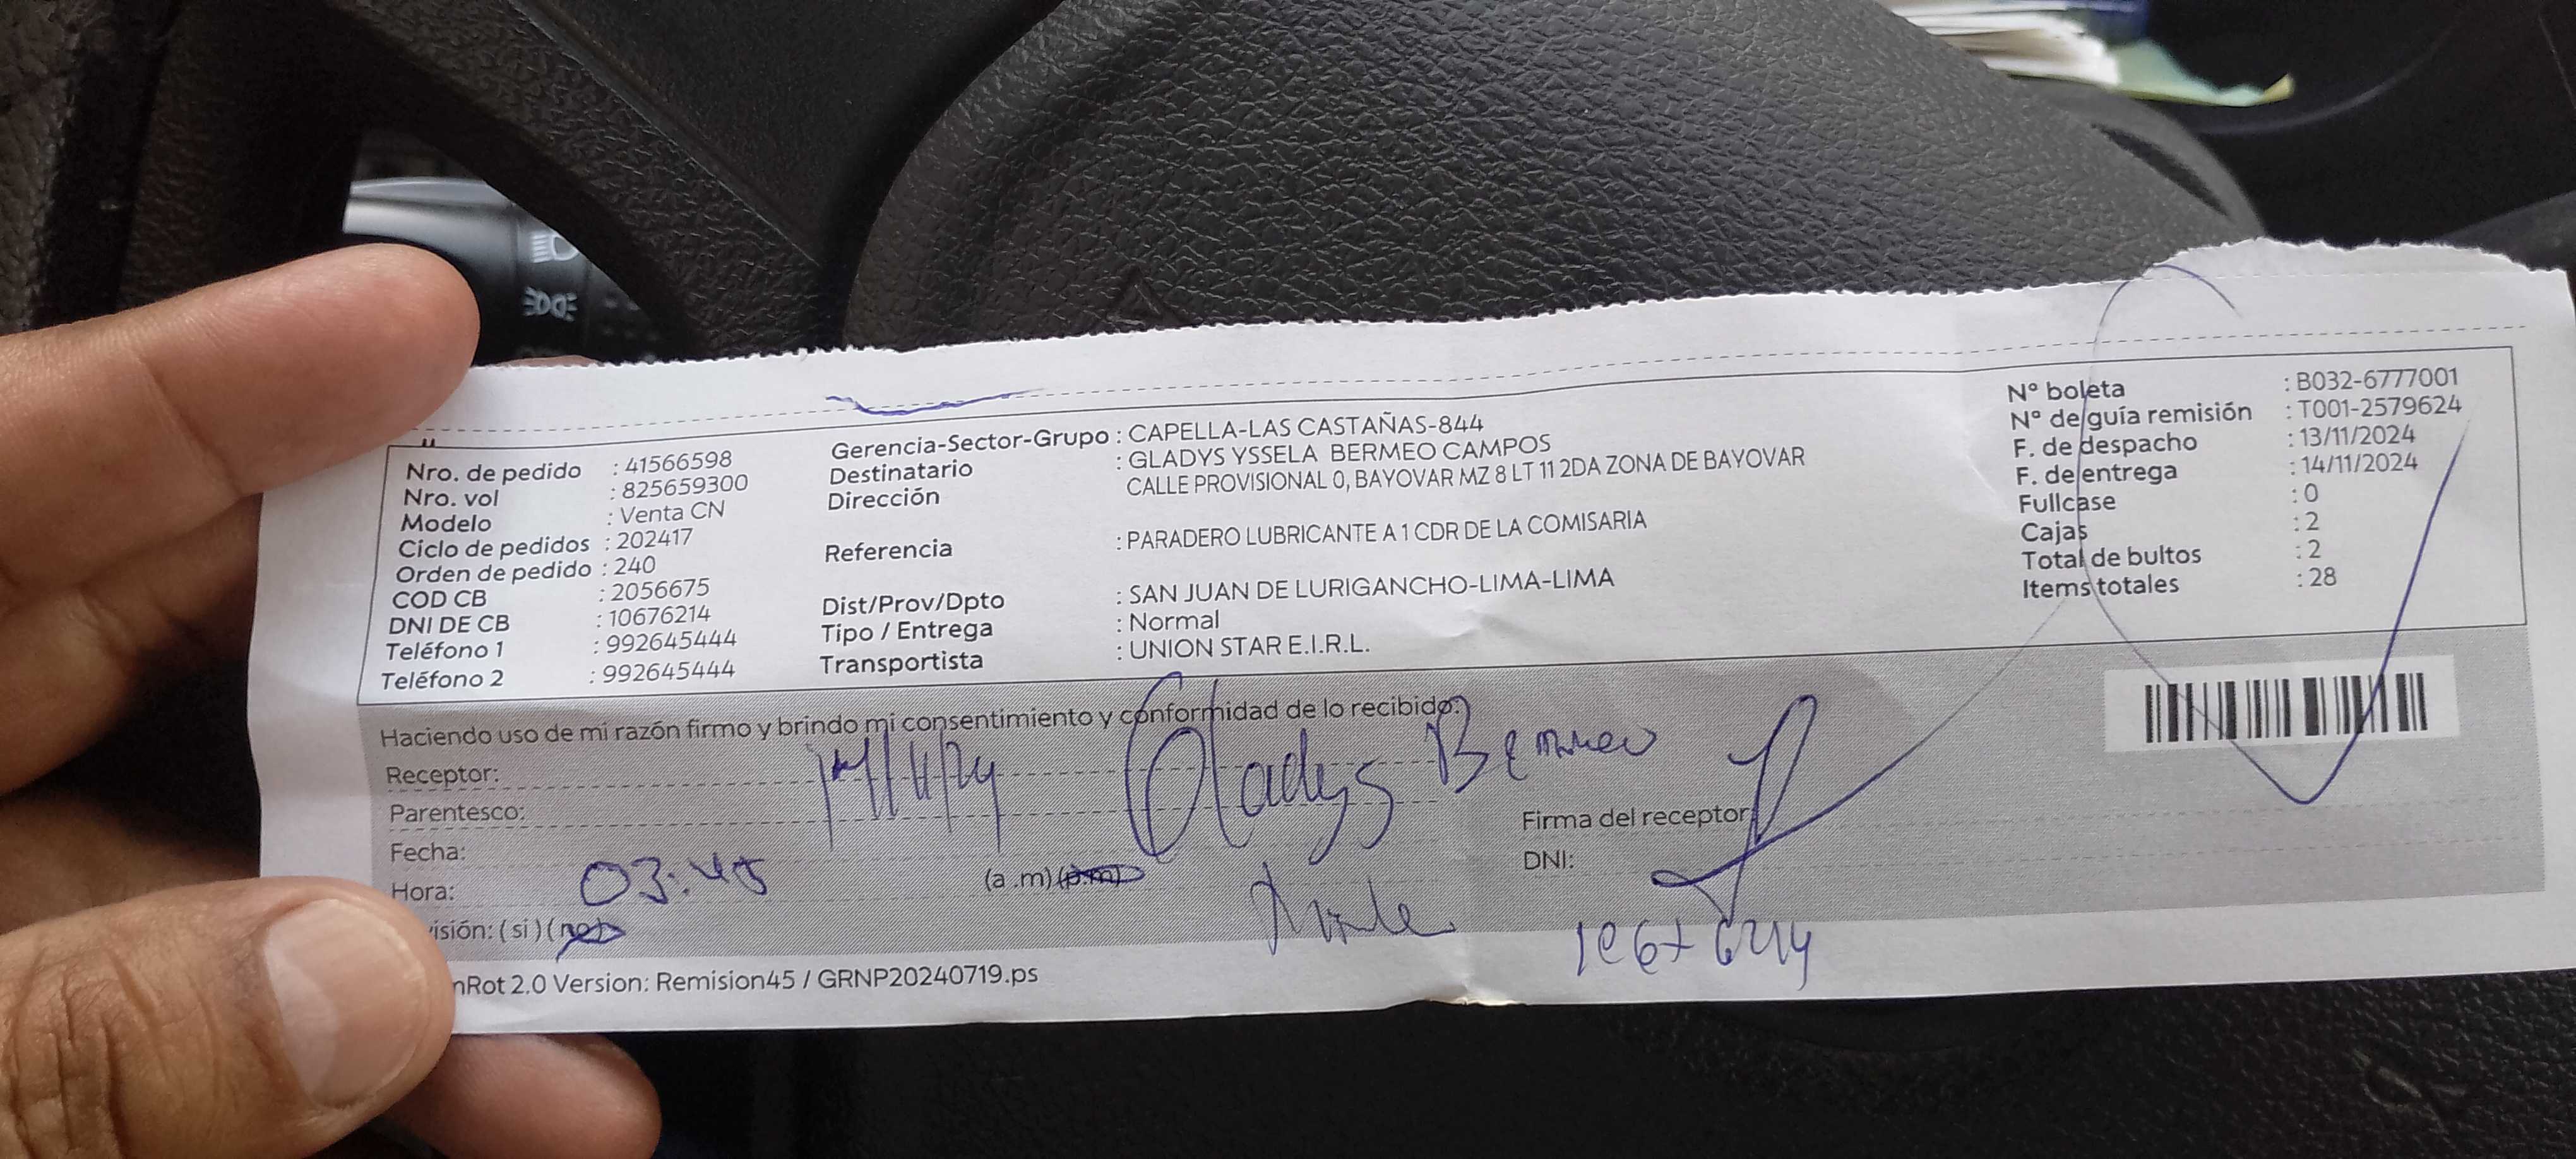 Nro. de pedido : 41566598
Nro. vol : 825659300
Modelo : Venta CN
Ciclo de pedidos : 202417
Orden de pedido : 240
COD CB : 2056675
DNI DE CB : 10676214
Teléfono 1 : 992645444
Teléfono 2 : 992645444
Gerencia-Sector-Grupo : CAPELLA-LAS CASTAÑAS-844
Destinatario : GLADYS YSSELA BERMEO CAMPOS
Dirección CALLE PROVISIONAL 0, BAYOVAR MZ 8 LT 11 2DA ZONA DE BAYOVAR
Referencia : PARADERO LUBRICANTE A 1 CDR DE LA COMISARIA
Dist/Prov/Dpto : SAN JUAN DE LURIGANCHO-LIMA-LIMA
Tipo / Entrega : Normal
Transportista : UNION STAR E.I.R.L.
N° boleta : B032-6777001
N° de guía remisión : T001-2579624
F. de despacho : 13/11/2024
F. de entrega : 14/11/2024
Fullcase : 0
Cajas : 2
Total de bultos : 2
Items totales : 28
Haciendo uso de mi razón firmo y brindo mi consentimiento y conformidad de lo recibido:
Receptor: Gladys Bermeo
Parentesco:
Fecha: 14/11/24
Hora: 03:45 (a .m) (p.m)
isión: ( si ) ( no )
Firma del receptor
DNI: 10676214
nRot 2.0 Version: Remision45 / GRNP20240719.ps